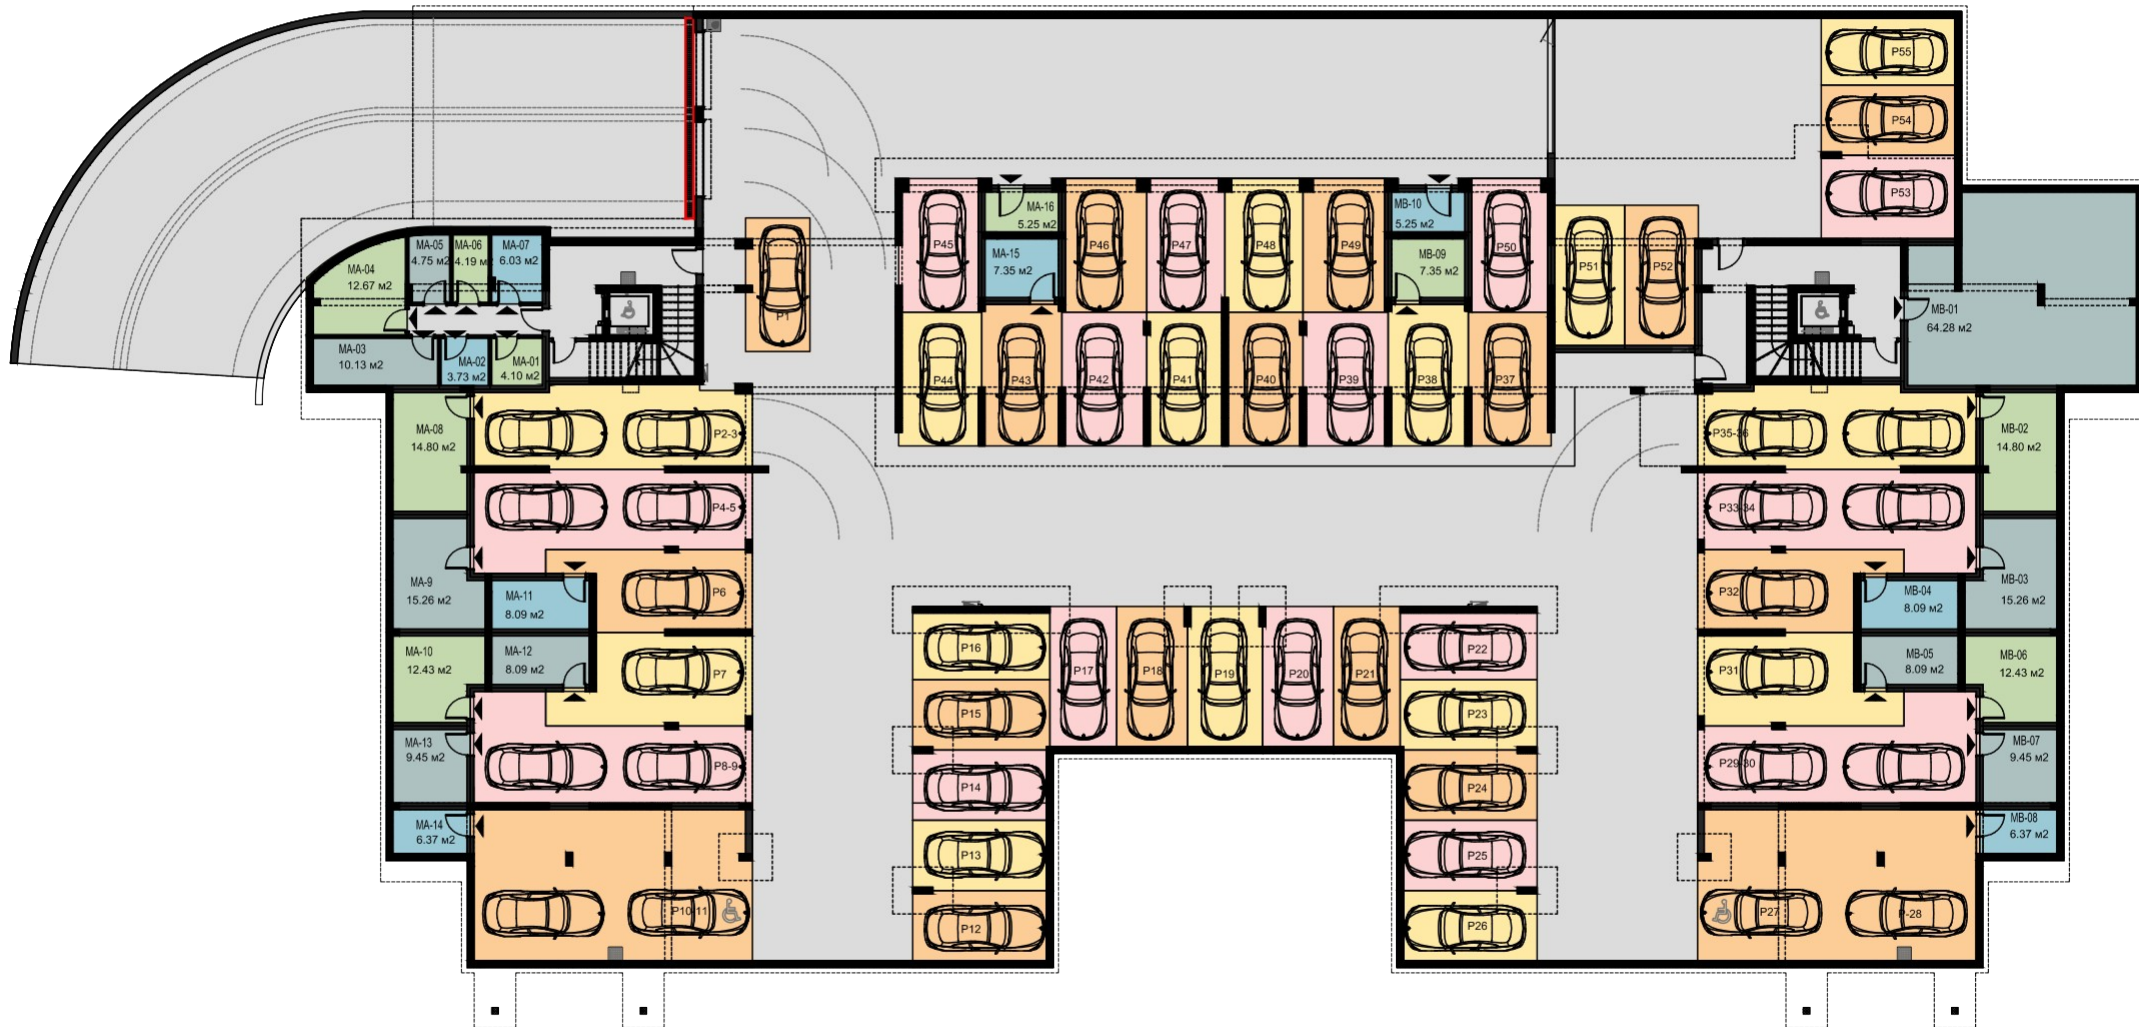 P55
P54
P53
MA-16
5.25 м2
MB-10
5.25 м2
P45
P46
P47
P48
P49
P50
MA-15
7.35 м2
MB-09
7.35 м2
P51
P52
P1
MA-05
4.75 м2
MA-06
4.19 м2
MA-07
6.03 м2
MA-04
12.67 м2
MA-03
10.13 м2
MA-02
3.73 м2
MA-01
4.10 м2
MB-01
64.28 м2
P44
P43
P42
P41
P40
P39
P38
P37
MA-08
14.80 м2
P2-3
P35-36
MB-02
14.80 м2
P4-5
P33-34
MA-9
15.26 м2
MA-11
8.09 м2
P6
P32
MB-04
8.09 м2
MB-03
15.26 м2
MA-10
12.43 м2
MA-12
8.09 м2
P7
P31
MB-05
8.09 м2
MB-06
12.43 м2
P16
P17
P18
P19
P20
P21
P22
P15
P23
MA-13
9.45 м2
P8-9
P29-30
MB-07
9.45 м2
P14
P24
MA-14
6.37 м2
MB-08
6.37 м2
P13
P25
P10-11
P12
P26
P27
P-28